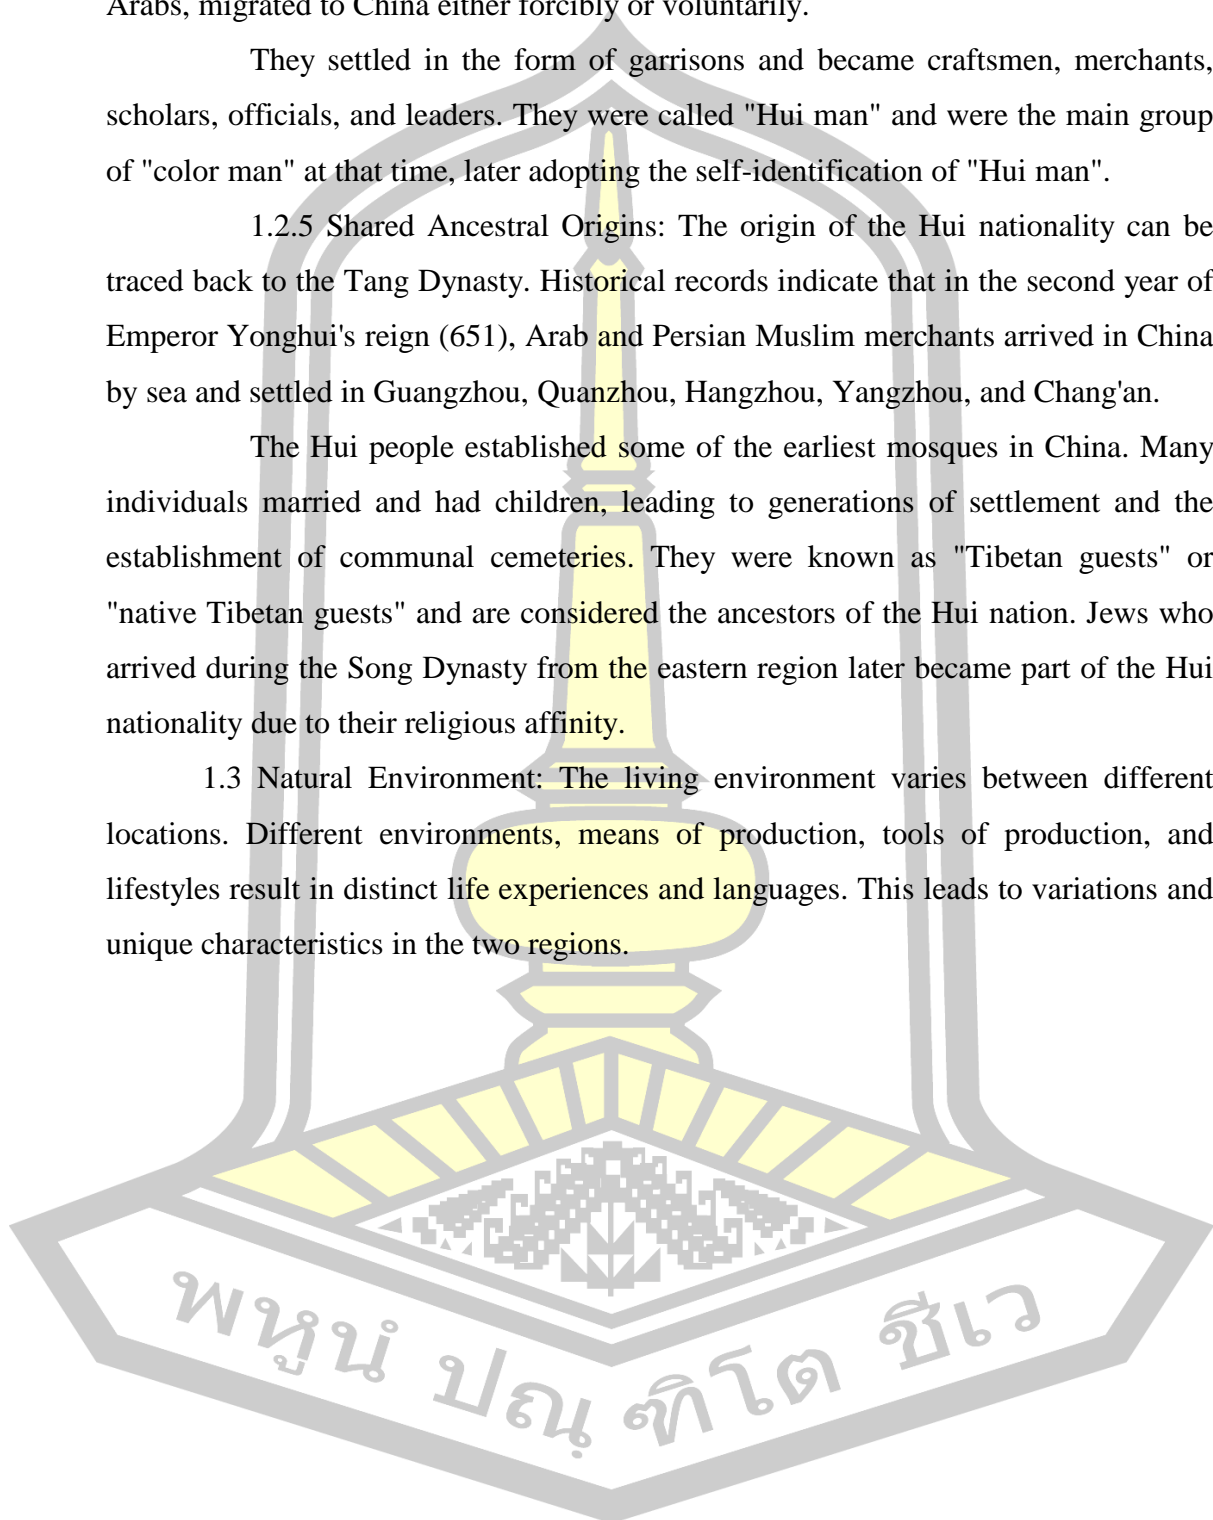 Arabs, migrated to China either forcibly or voluntarily.
They settled in the form of garrisons and became craftsmen, merchants,
scholars, officials, and leaders. They were called "Hui man" and were the main group
of "color man" at that time, later adopting the self-identification of "Hui man".
1.2.5 Shared Ancestral Origins: The origin of the Hui nationality can be
traced back to the Tang Dynasty. Historical records indicate that in the second year of
Emperor Yonghui's reign (651), Arab and Persian Muslim merchants arrived in China
by sea and settled in Guangzhou, Quanzhou, Hangzhou, Yangzhou, and Chang'an.
The Hui people established some of the earliest mosques in China. Many
individuals married and had children, leading to generations of settlement and the
establishment of communal cemeteries. They were known as "Tibetan guests" or
"native Tibetan guests" and are considered the ancestors of the Hui nation. Jews who
arrived during the Song Dynasty from the eastern region later became part of the Hui
nationality due to their religious affinity.
1.3 Natural Environment: The living environment varies between different
locations. Different environments, means of production, tools of production, and
lifestyles result in distinct life experiences and languages. This leads to variations and
unique characteristics in the two regions.
พหูนํ ปณฺ ฑิโต ชีเว